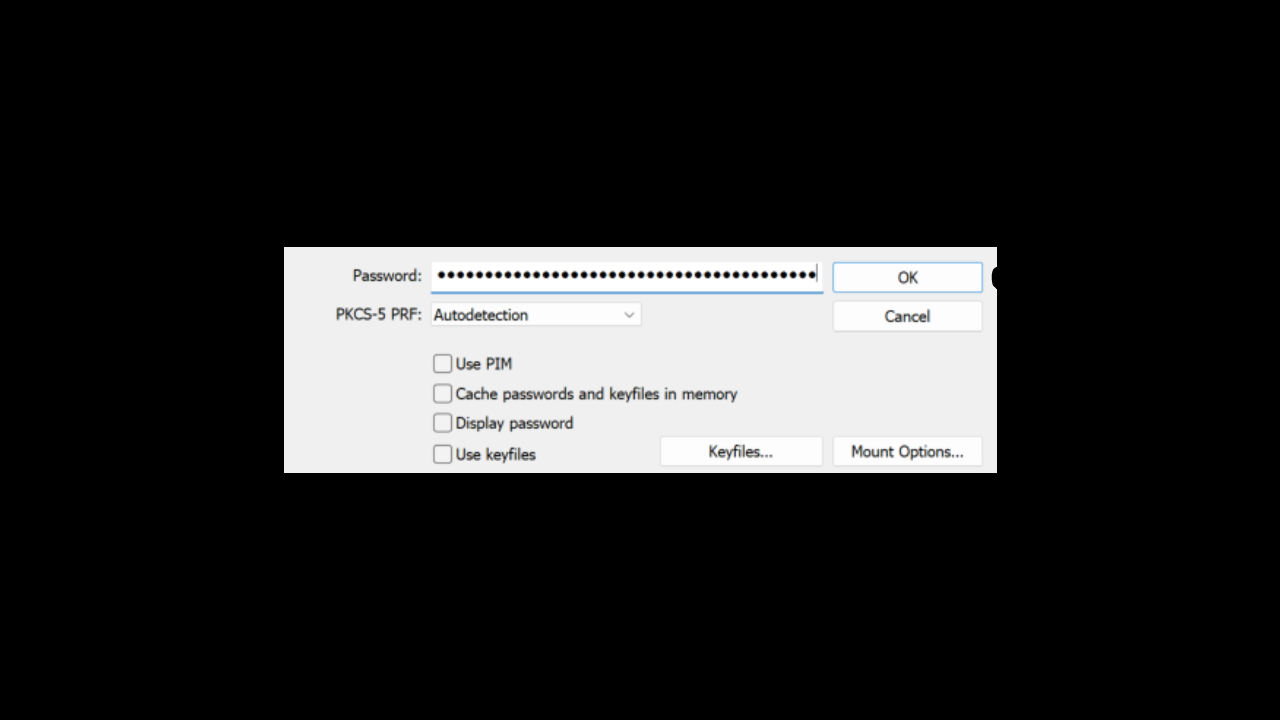 Password: ●●●●●●●●●●●●●●●●●●●●●●●●●●●●●●●●●●●●●●●● OK
PKCS-5 PRF: Autodetection Cancel
Use PIM
Cache passwords and keyfiles in memory
Display password
Use keyfiles Keyfiles... Mount Options...